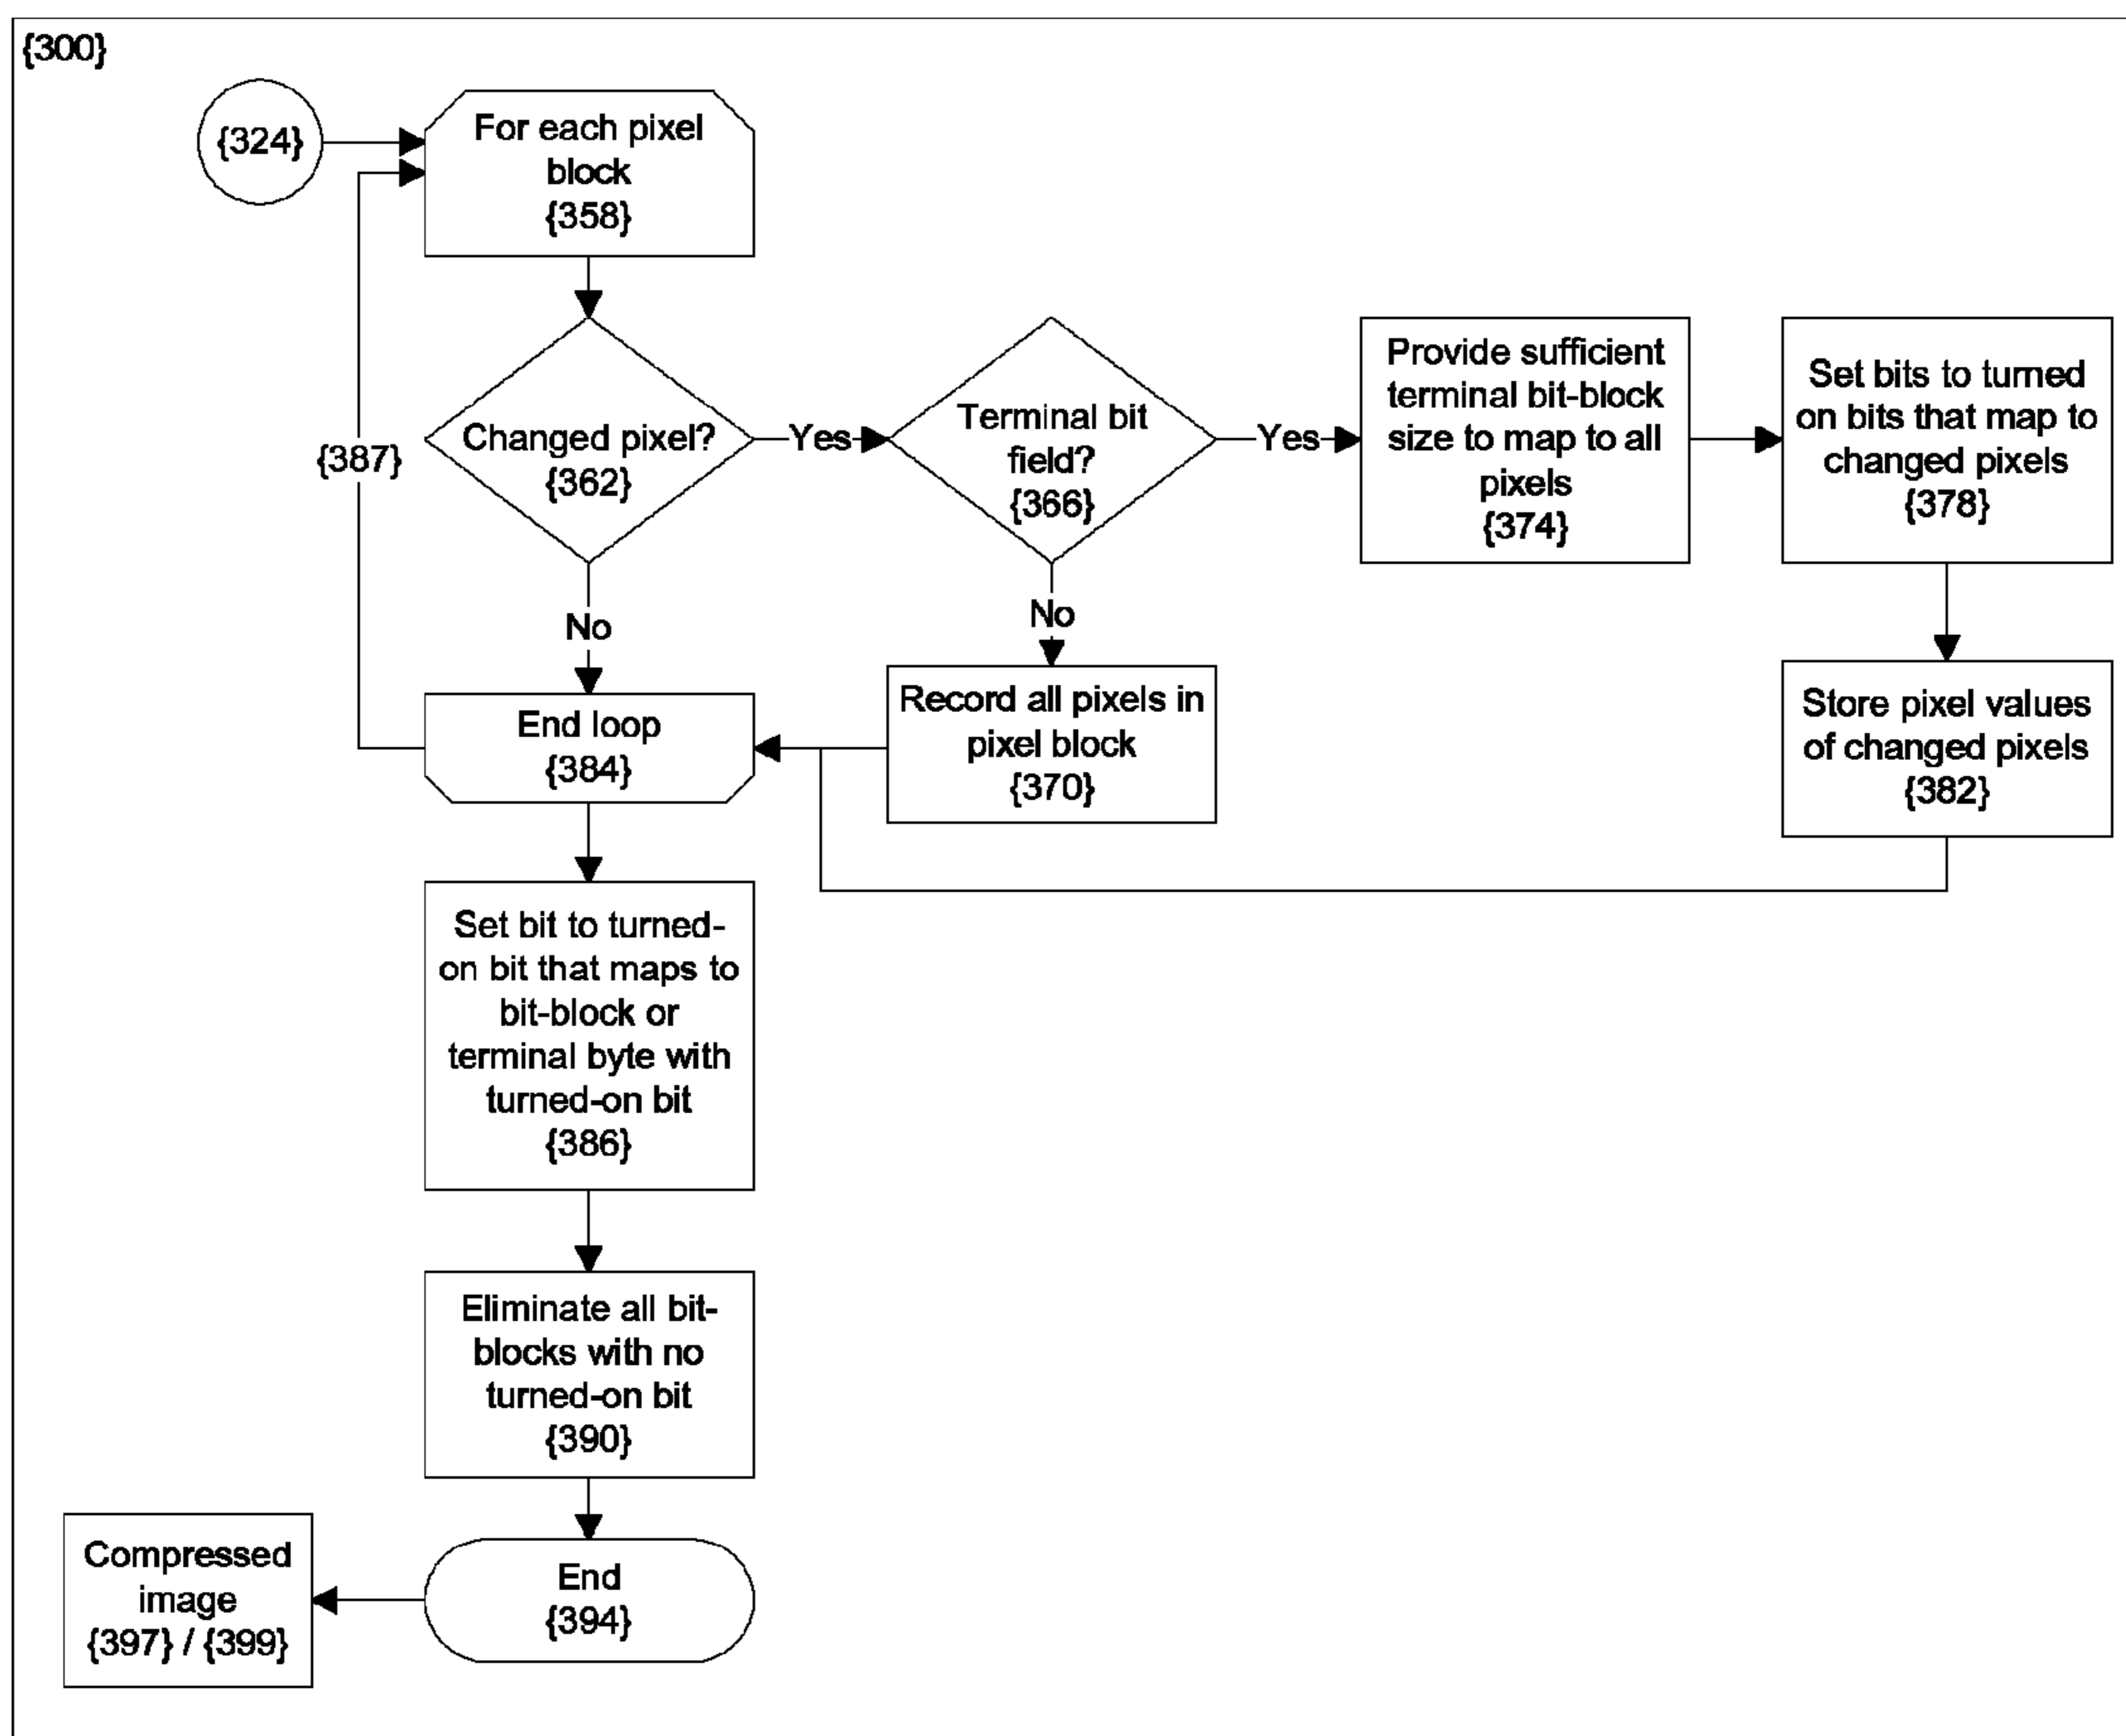 {300}
{324}
For each pixel
block
{358}
Changed pixel?
{362}
Yes
Terminal bit
field?
{366}
Yes
Provide sufficient
terminal bit-block
size to map to all
pixels
{374}
Set bits to turned
on bits that map to
changed pixels
{378}
{387}
No
No
End loop
{384}
Record all pixels in
pixel block
{370}
Store pixel values
of changed pixels
{382}
Set bit to turned-
on bit that maps to
bit-block or
terminal byte with
turned-on bit
{386}
Eliminate all bit-
blocks with no
turned-on bit
{390}
End
{394}
Compressed
image
{397} / {399}